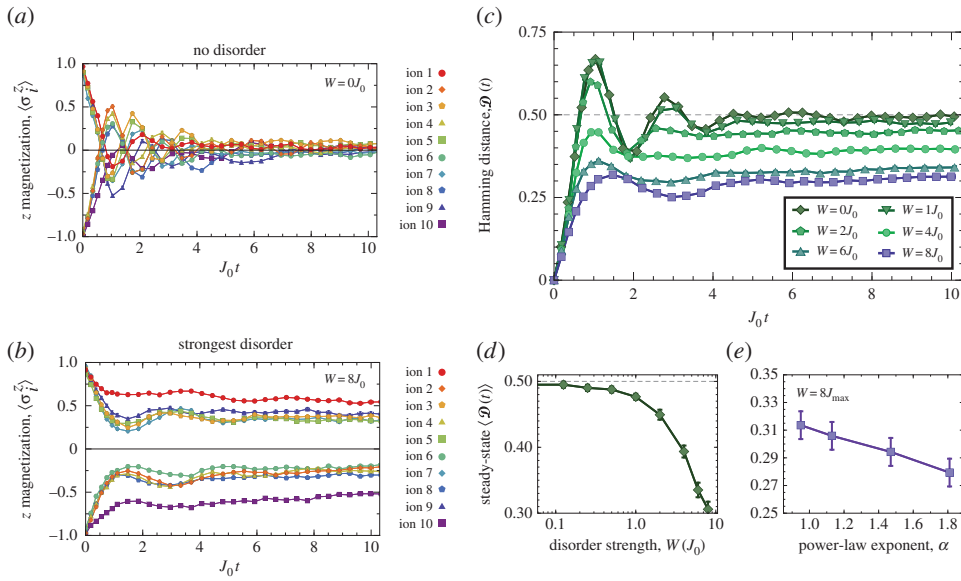 (a)
no disorder
z magnetization, ⟨σ_i^z⟩
1.0
0.5
0
−0.5
−1.0
W = 0J₀
0 2 4 6 8 10
J₀ t
ion 1
ion 2
ion 3
ion 4
ion 5
ion 6
ion 7
ion 8
ion 9
ion 10
(b)
strongest disorder
z magnetization, ⟨σ_i^z⟩
1.0
0.5
0
−0.5
−1.0
W = 8J₀
0 2 4 6 8 10
J₀ t
ion 1
ion 2
ion 3
ion 4
ion 5
ion 6
ion 7
ion 8
ion 9
ion 10
(c)
Hamming distance, 𝒟 (t)
0.75
0.50
0.25
0
W = 0J₀ W = 1J₀
W = 2J₀ W = 4J₀
W = 6J₀ W = 8J₀
0 2 4 6 8 10
J₀ t
(d)
steady-state ⟨𝒟 (t)⟩
0.50
0.40
0.30
0.1 1.0 10
disorder strength, W (J₀)
(e)
0.35
0.33
0.31
0.29
0.27
0.25
W = 8J_max
1.0 1.2 1.4 1.6 1.8
power-law exponent, α